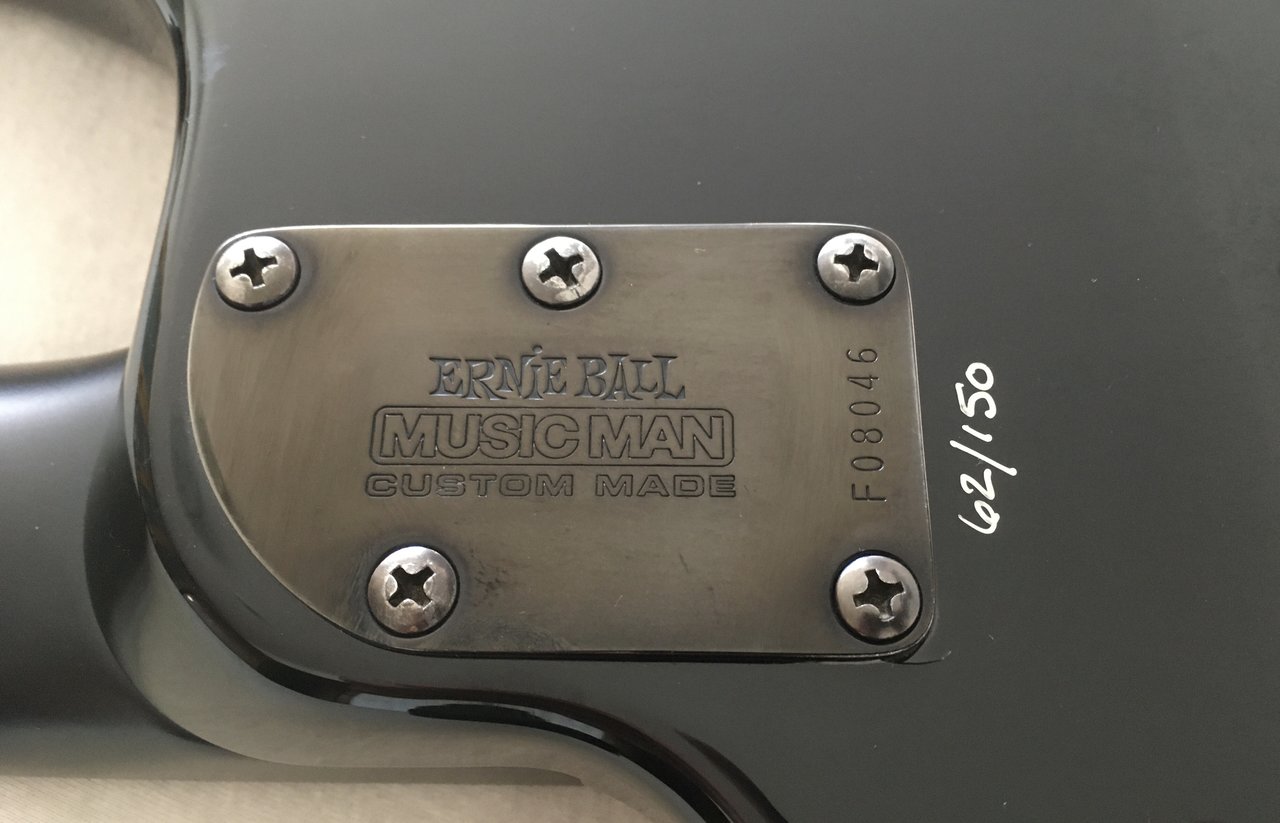 ERNIE BALL
MUSIC MAN
CUSTOM MADE
F08046
62/150